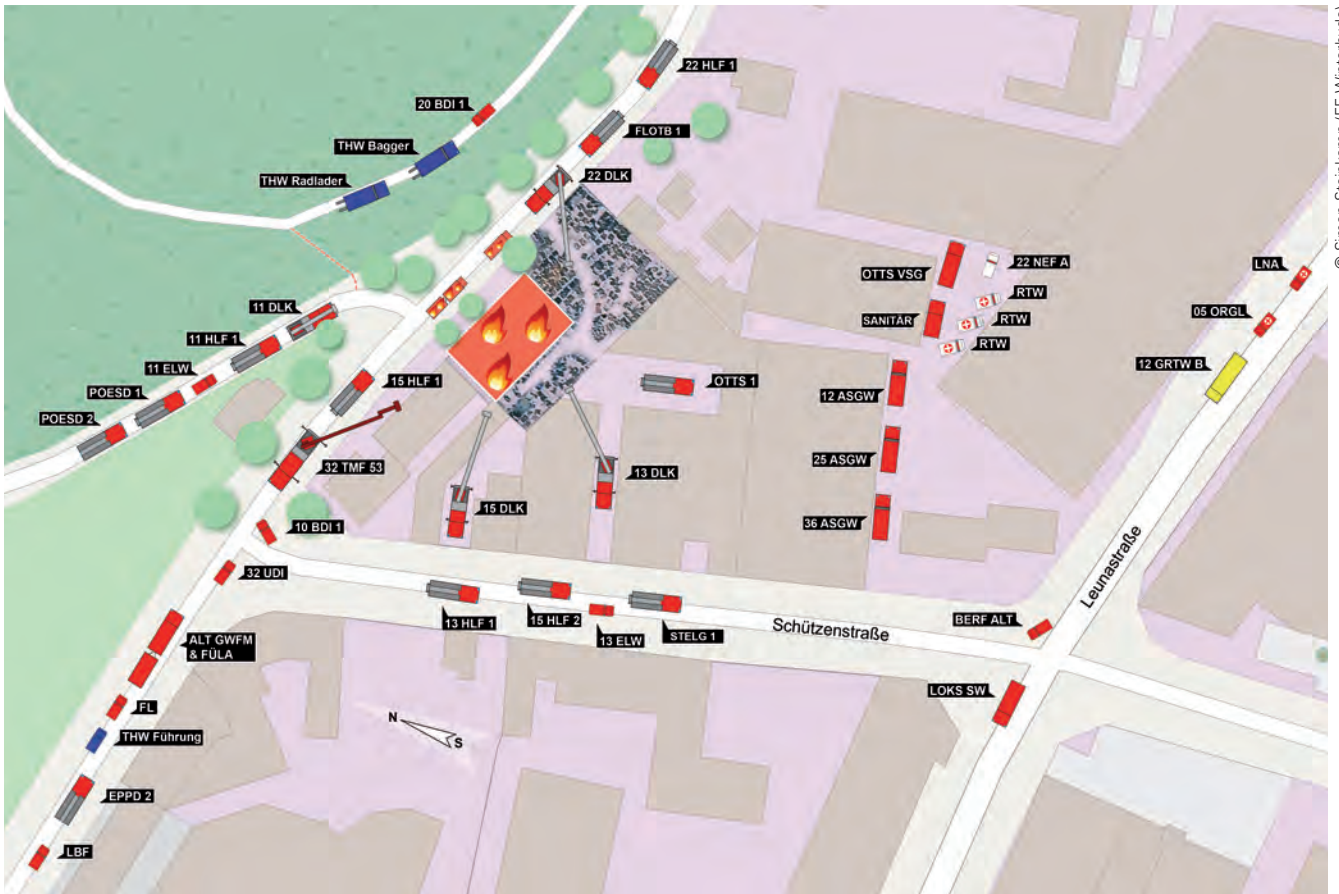 22 HLF 1
20 BDI 1
FLOTB 1
THW Bagger
THW Radlader
22 DLK
OTTS VSG
22 NEF A
LNA
RTW
11 DLK
SANITÄR
RTW
05 ORGL
11 HLF 1
RTW
12 GRTW B
11 ELW
15 HLF 1
OTTS 1
POESD 1
12 ASGW
POESD 2
25 ASGW
32 TMF 53
13 DLK
15 DLK
36 ASGW
10 BDI 1
32 UDI
Leunastraße
13 HLF 1
15 HLF 2
13 ELW
STELG 1
Schützenstraße
BERF ALT
ALT GWFM
& FÜLA
LOKS SW
FL
N
S
THW Führung
EPPD 2
LBF